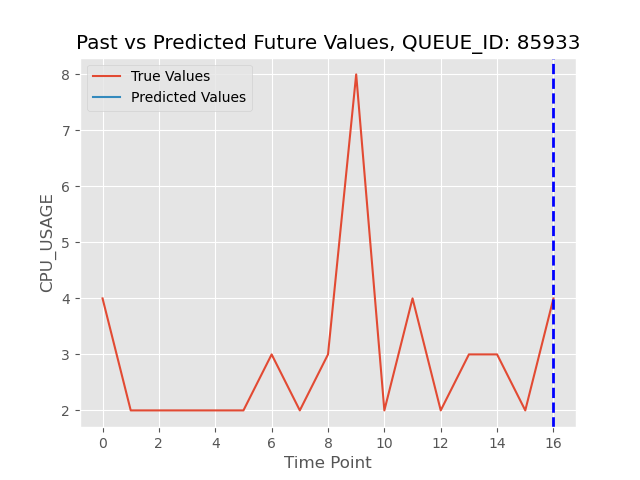 Past vs Predicted Future Values, QUEUE_ID: 85933
True Values
Predicted Values
CPU_USAGE
8
7
6
5
4
3
2
0 2 4 6 8 10 12 14 16
Time Point